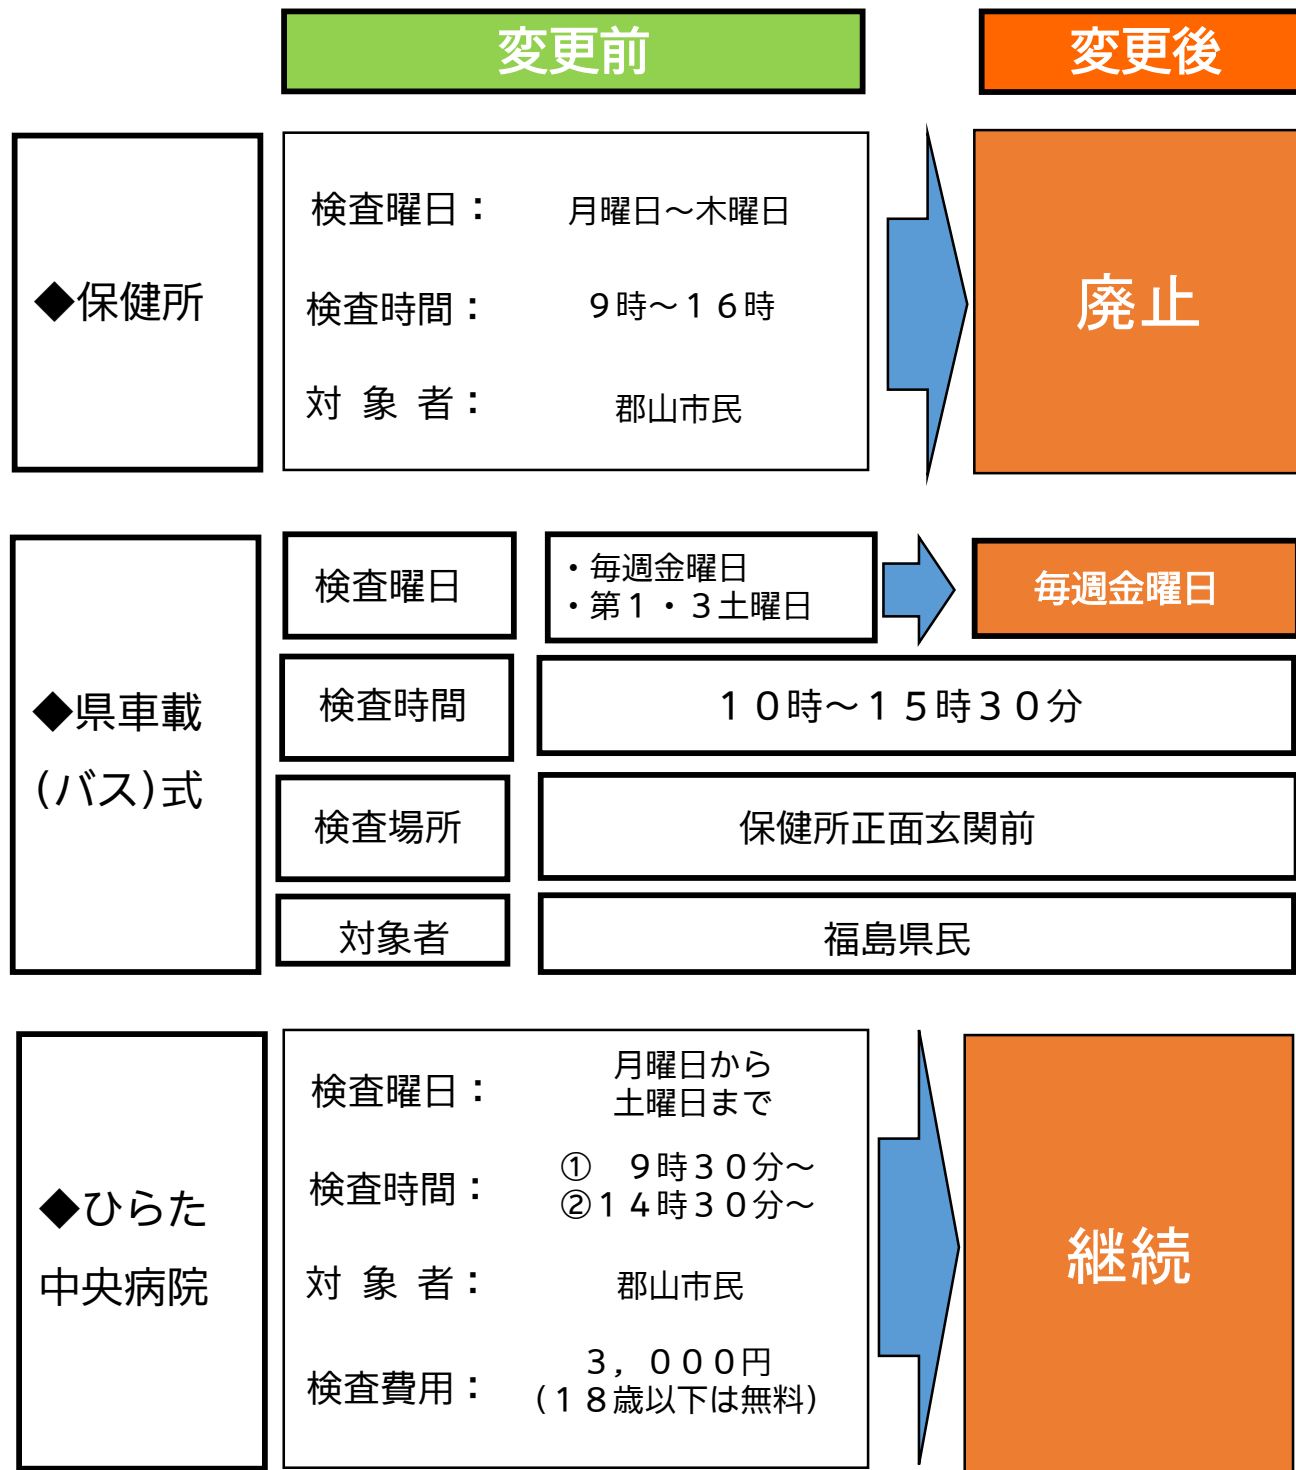 変更前
変更後
◆保健所
検査曜日： 月曜日～木曜日
検査時間： ９時～１６時
対 象 者： 郡山市民
廃止
◆県車載
(バス)式
検査曜日
・毎週金曜日
・第１・３土曜日
毎週金曜日
検査時間
１０時～１５時３０分
検査場所
保健所正面玄関前
対象者
福島県民
◆ひらた
中央病院
検査曜日：
月曜日から
土曜日まで
検査時間：
①　９時３０分～
②１４時３０分～
対 象 者： 郡山市民
検査費用：
３，０００円
(１８歳以下は無料)
継続